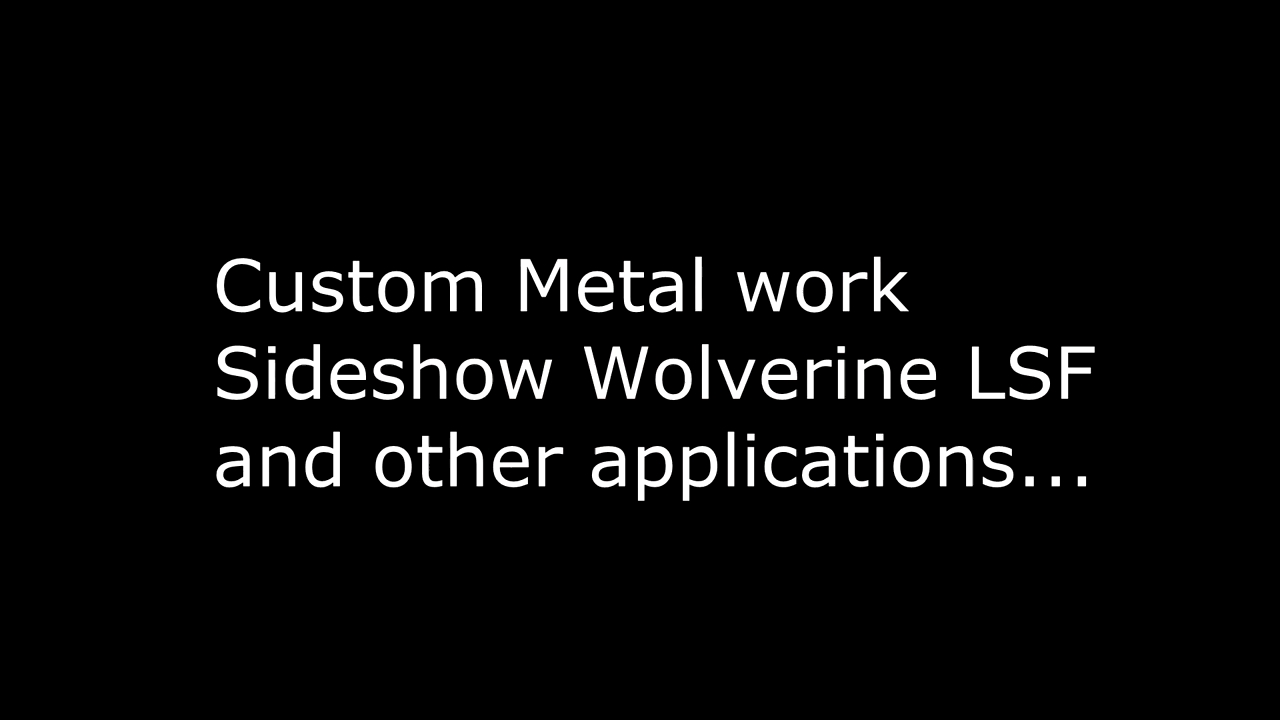 Custom Metal work
Sideshow Wolverine LSF
and other applications...